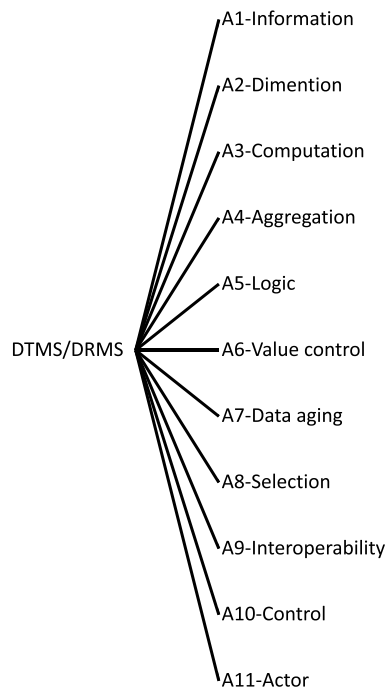 A1-Information
A2-Dimention
A3-Computation
A4-Aggregation
A5-Logic
DTMS/DRMS
A6-Value control
A7-Data aging
A8-Selection
A9-Interoperability
A10-Control
A11-Actor